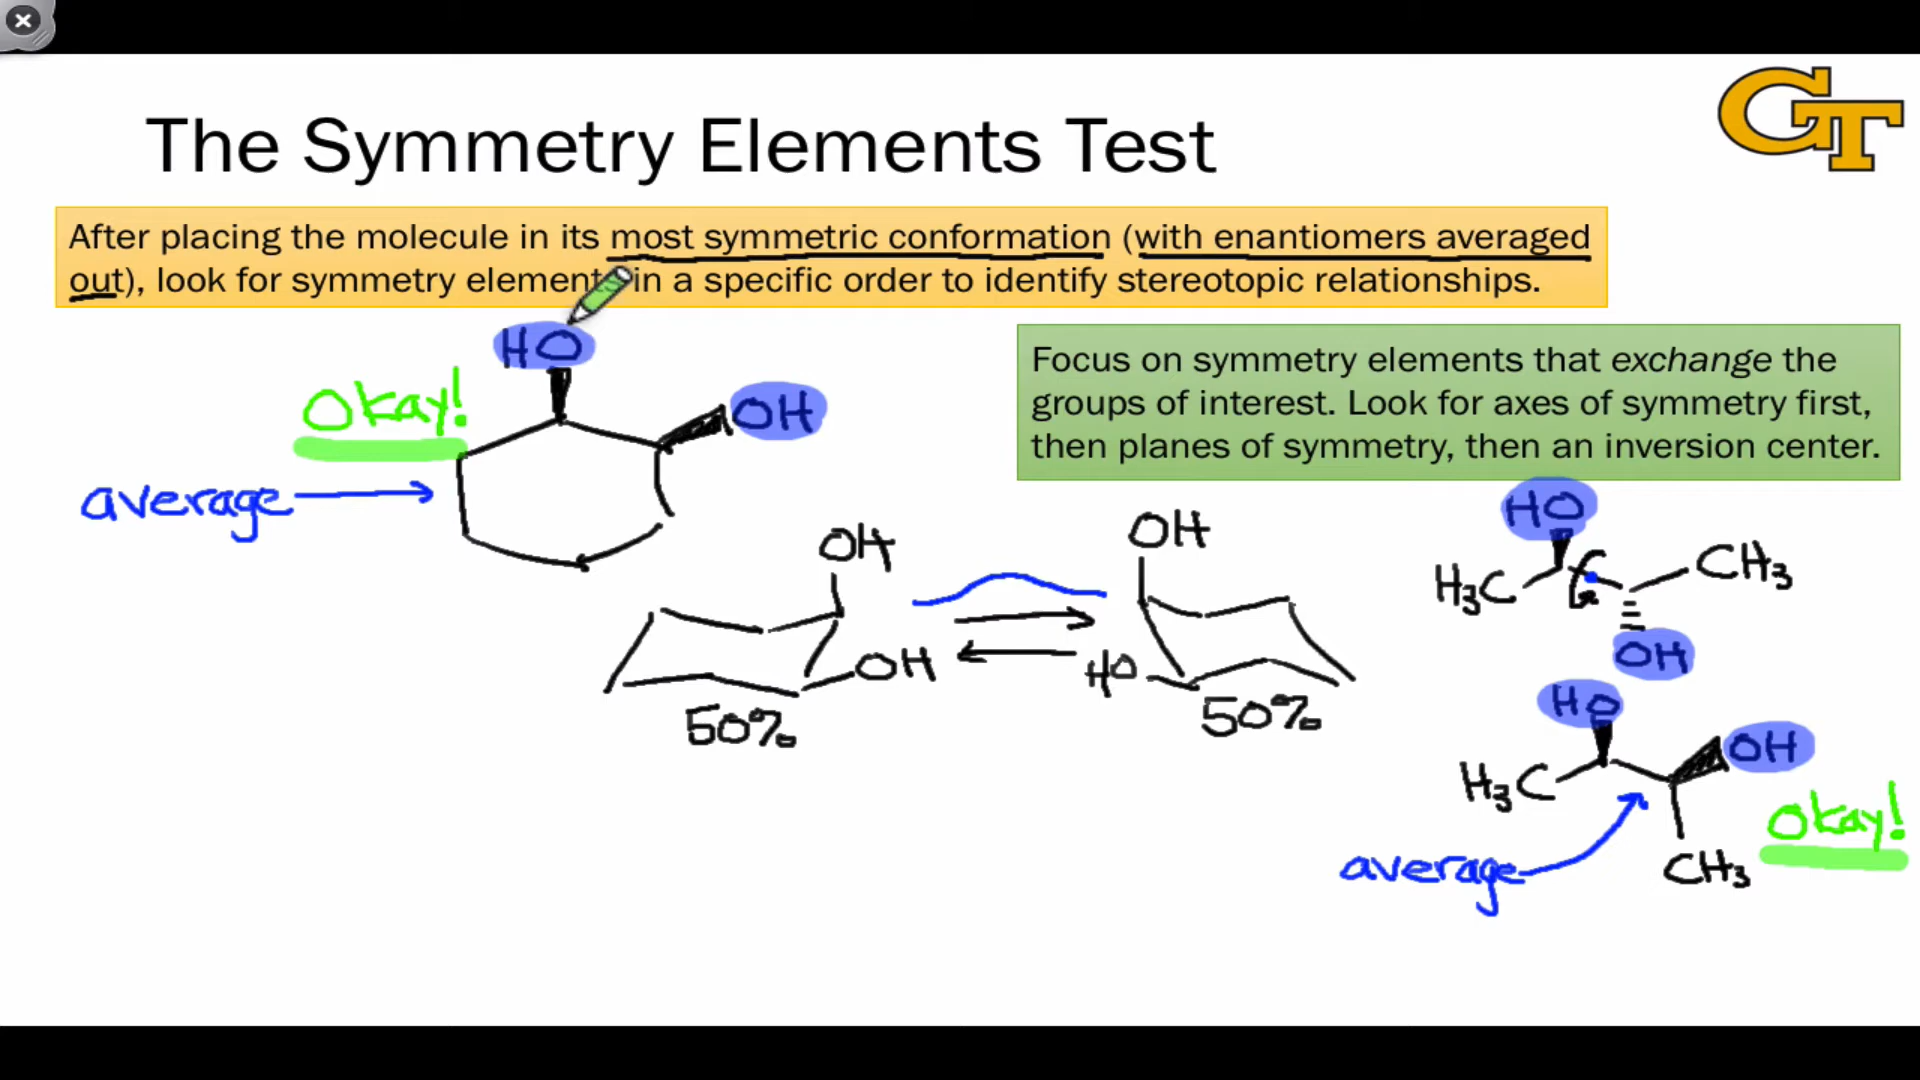 GT
The Symmetry Elements Test
After placing the molecule in its most symmetric conformation (with enantiomers averaged
out), look for symmetry elements in a specific order to identify stereotopic relationships.
Focus on symmetry elements that exchange the
groups of interest. Look for axes of symmetry first,
then planes of symmetry, then an inversion center.
HO
Okay!
OH
average
OH
OH
50%
OH
HO
50%
HO
H₃C
CH₃
OH
HO
OH
H₃C
Okay!
average
CH₃